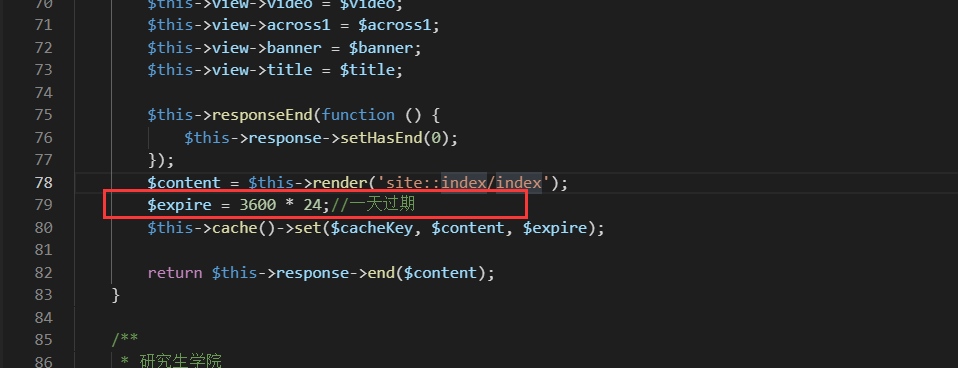 70 $this->view->video = $video;
71 $this->view->across1 = $across1;
72 $this->view->banner = $banner;
73 $this->view->title = $title;
74
75 $this->responseEnd(function () {
76 $this->response->setHasEnd(0);
77 });
78 $content = $this->render('site::index/index');
79 $expire = 3600 * 24;//一天过期
80 $this->cache()->set($cacheKey, $content, $expire);
81
82 return $this->response->end($content);
83 }
84
85 /**
86 * 研究生学院